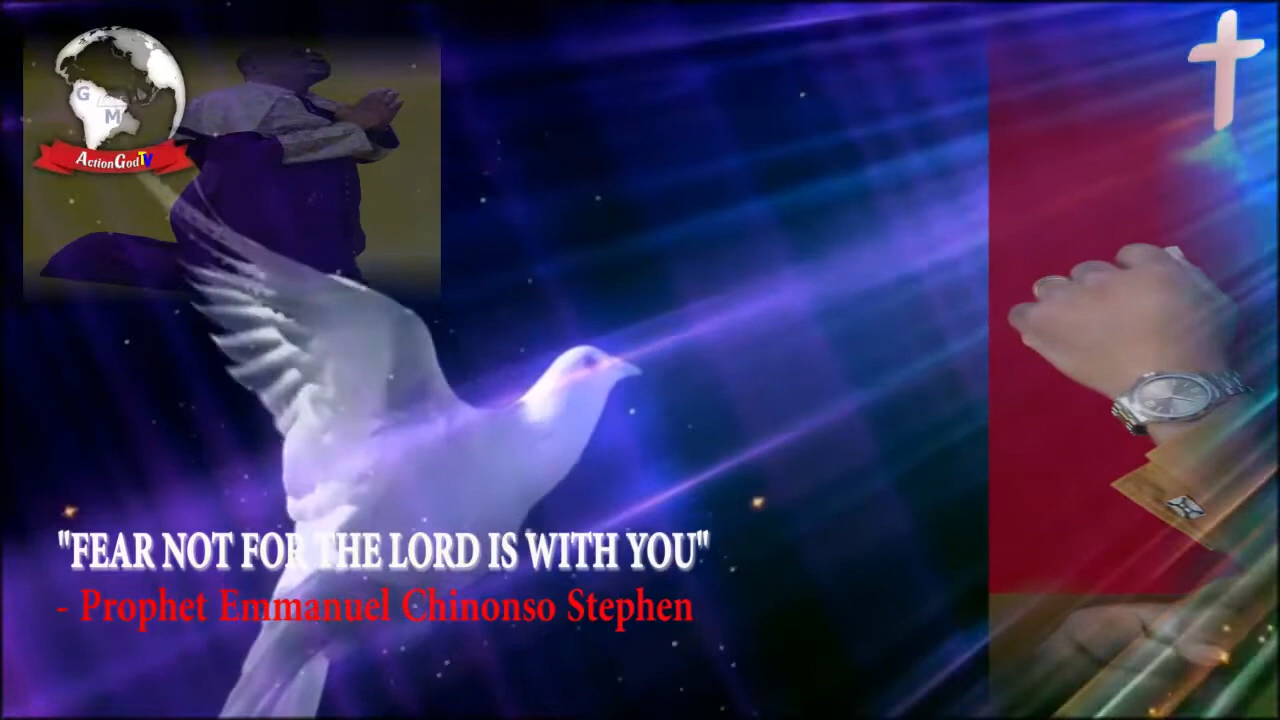 G
M
ActionGodTV
"FEAR NOT FOR THE LORD IS WITH YOU"
- Prophet Emmanuel Chinonso Stephen